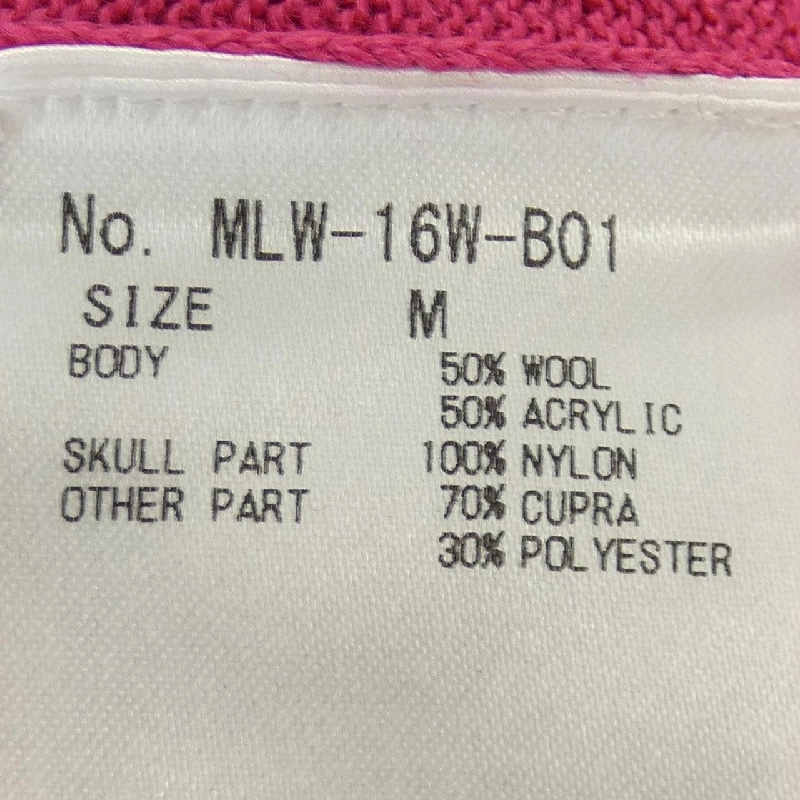 No. MLW-16W-B01
SIZE M
BODY 50% WOOL
50% ACRYLIC
SKULL PART 100% NYLON
OTHER PART 70% CUPRA
30% POLYESTER